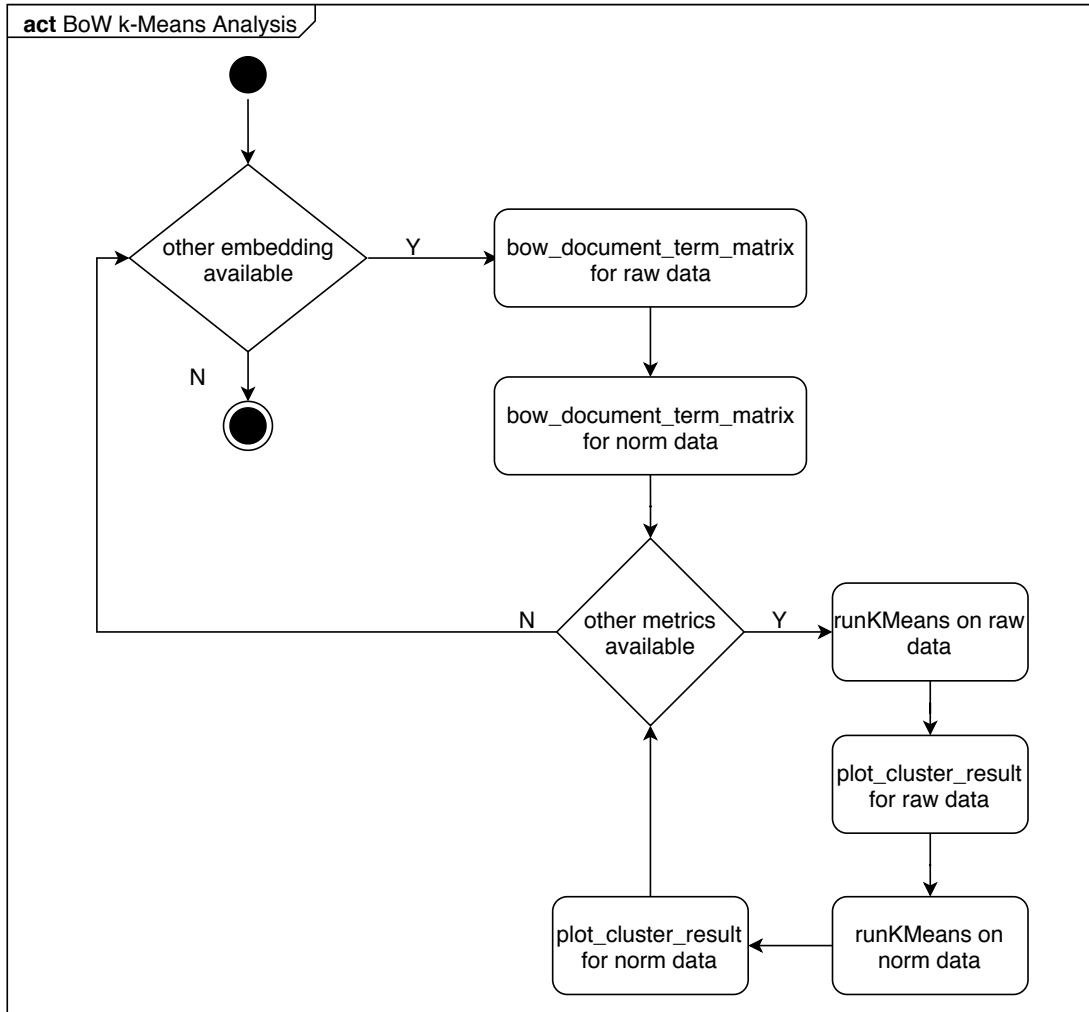 act BoW k-Means Analysis
other embedding
available
Y
bow_document_term_matrix
for raw data
N
bow_document_term_matrix
for norm data
N
other metrics
available
Y
runKMeans on raw
data
plot_cluster_result
for raw data
plot_cluster_result
for norm data
runKMeans on
norm data